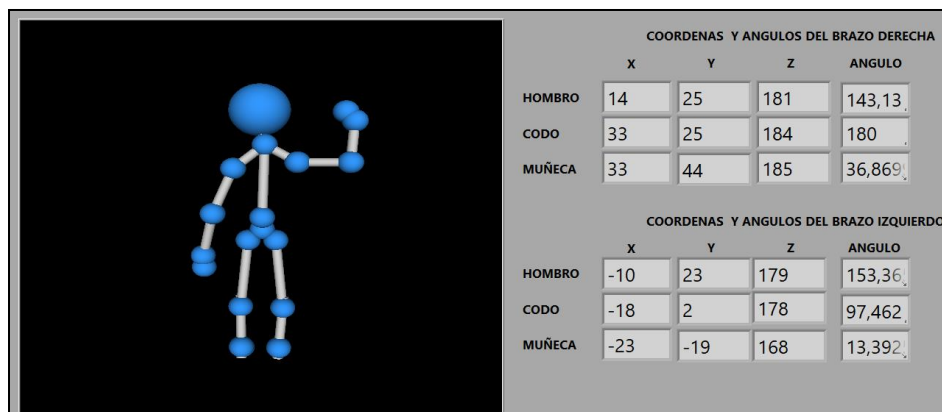 COORDENAS Y ANGULOS DEL BRAZO DERECHA
X Y Z ANGULO
HOMBRO 14 25 181 143,13
CODO 33 25 184 180
MUÑECA 33 44 185 36,869
COORDENAS Y ANGULOS DEL BRAZO IZQUIERDO
X Y Z ANGULO
HOMBRO -10 23 179 153,36
CODO -18 2 178 97,462
MUÑECA -23 -19 168 13,392